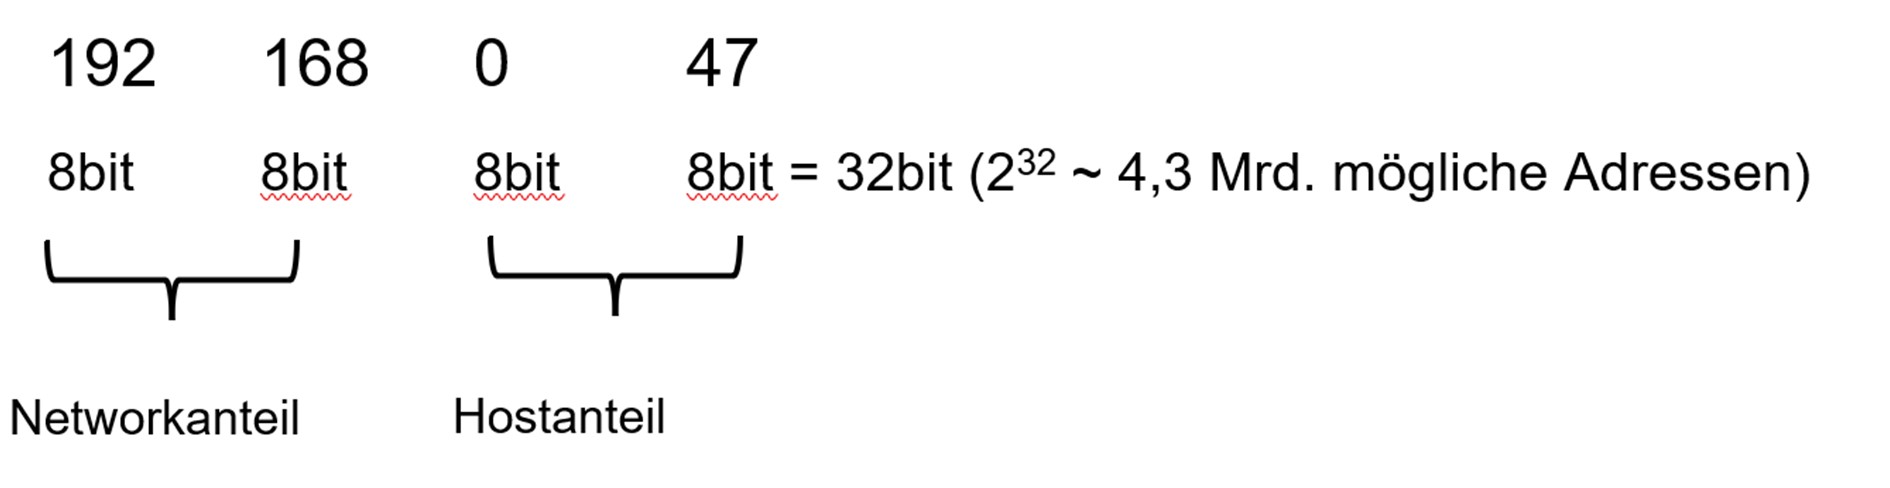 192 168 0 47
8bit 8bit 8bit 8bit = 32bit (2³² ~ 4,3 Mrd. mögliche Adressen)
Networkanteil Hostanteil